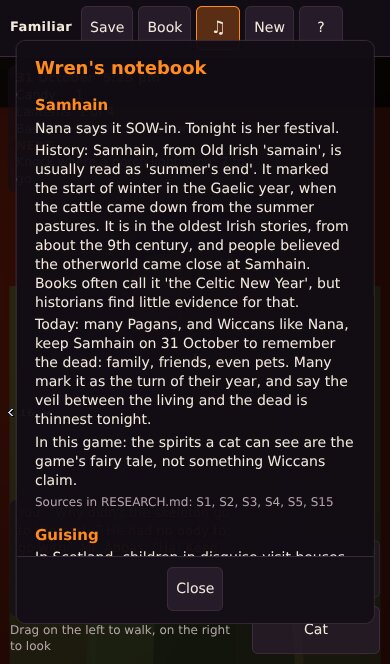 Familiar Save Book ♫ New ?
Wren's notebook
Samhain
Nana says it SOW-in. Tonight is her festival.
History: Samhain, from Old Irish 'samain', is
usually read as 'summer's end'. It marked
the start of winter in the Gaelic year, when
the cattle came down from the summer
pastures. It is in the oldest Irish stories, from
about the 9th century, and people believed
the otherworld came close at Samhain.
Books often call it 'the Celtic New Year', but
historians find little evidence for that.
Today: many Pagans, and Wiccans like Nana,
keep Samhain on 31 October to remember
the dead: family, friends, even pets. Many
mark it as the turn of their year, and say the
veil between the living and the dead is
thinnest tonight.
In this game: the spirits a cat can see are the
game's fairy tale, not something Wiccans
claim.
Sources in RESEARCH.md: S1, S2, S3, S4, S5, S15
Guising
In Scotland, children in disguise visit houses
Close
Drag on the left to walk, on the right
to look
Cat